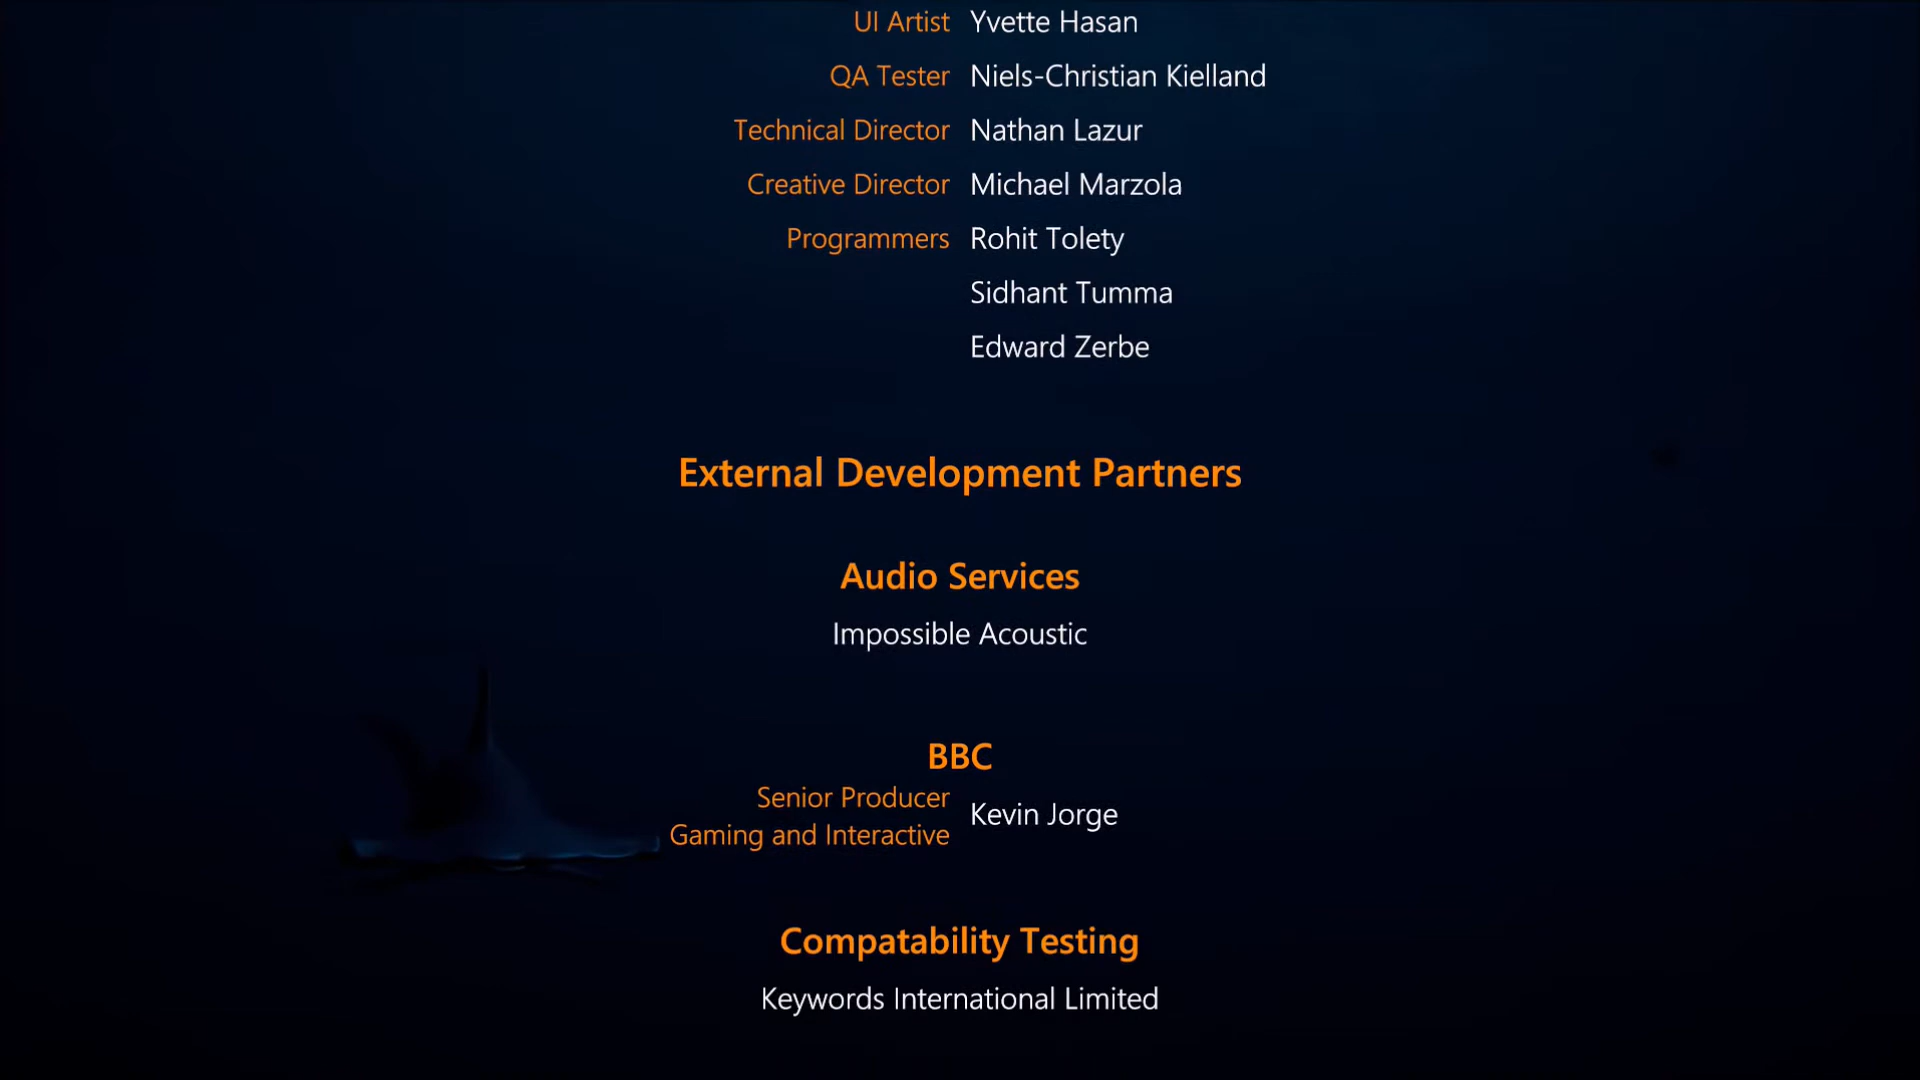 UI Artist Yvette Hasan
QA Tester Niels-Christian Kielland
Technical Director Nathan Lazur
Creative Director Michael Marzola
Programmers Rohit Tolety
Sidhant Tumma
Edward Zerbe
External Development Partners
Audio Services
Impossible Acoustic
BBC
Senior Producer
Gaming and Interactive Kevin Jorge
Compatability Testing
Keywords International Limited